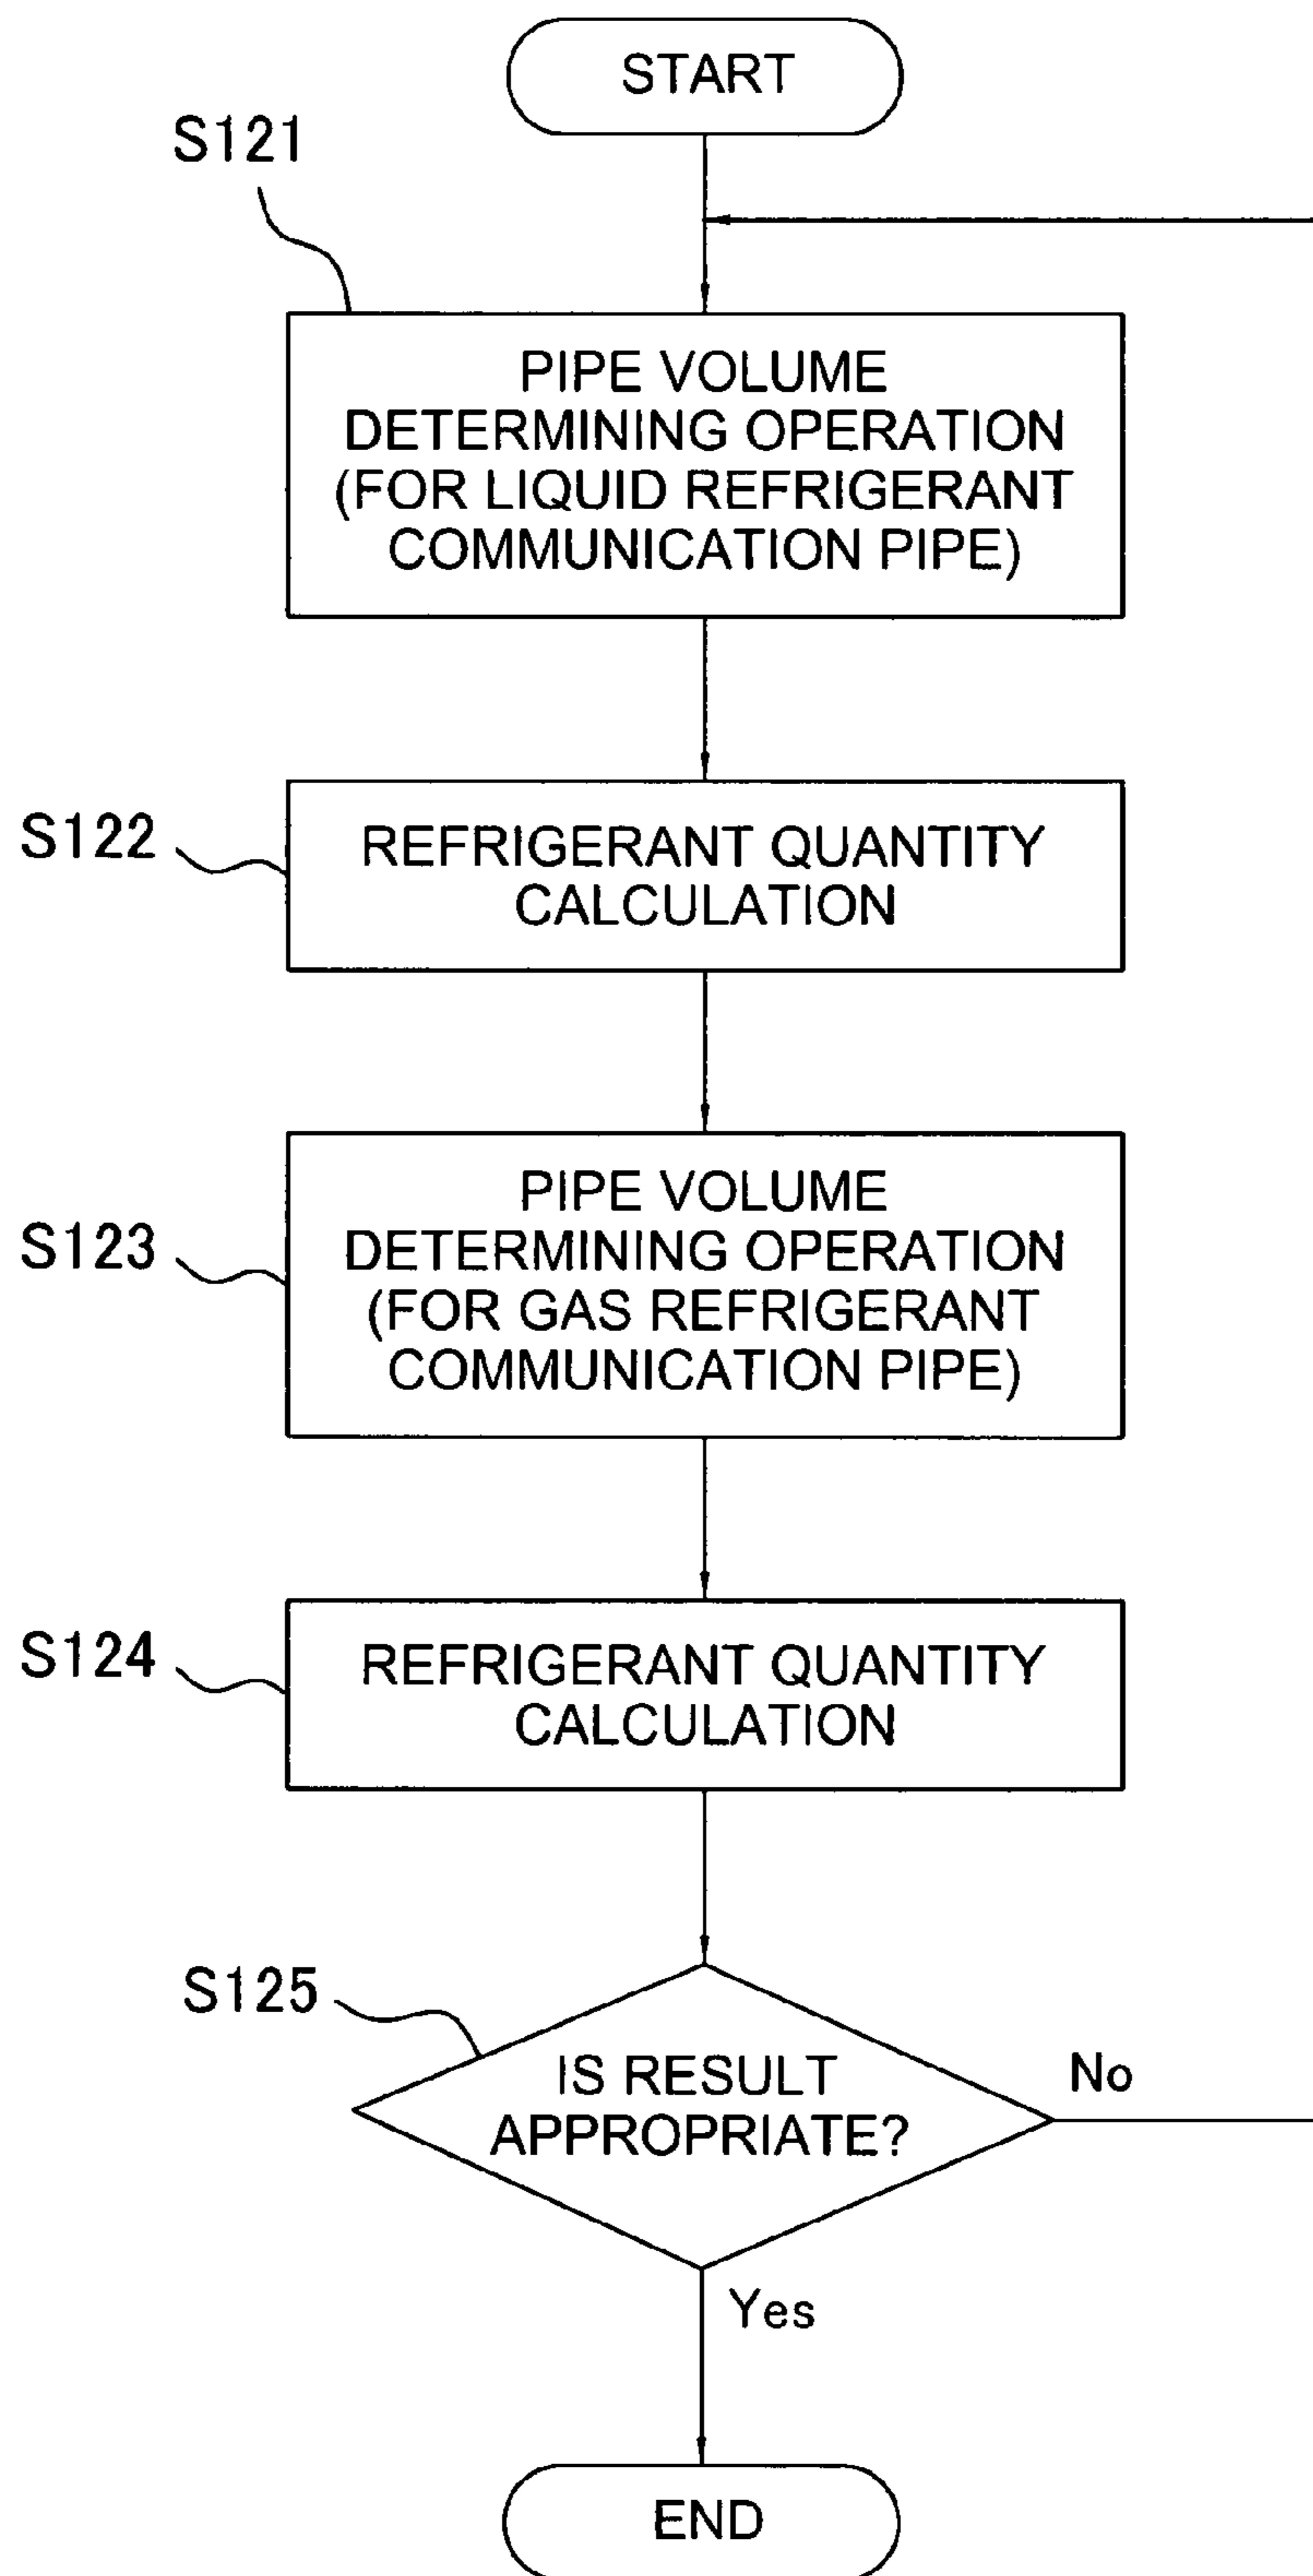 START
S121
PIPE VOLUME
DETERMINING OPERATION
(FOR LIQUID REFRIGERANT
COMMUNICATION PIPE)
S122
REFRIGERANT QUANTITY
CALCULATION
S123
PIPE VOLUME
DETERMINING OPERATION
(FOR GAS REFRIGERANT
COMMUNICATION PIPE)
S124
REFRIGERANT QUANTITY
CALCULATION
S125
IS RESULT
APPROPRIATE?
No
Yes
END